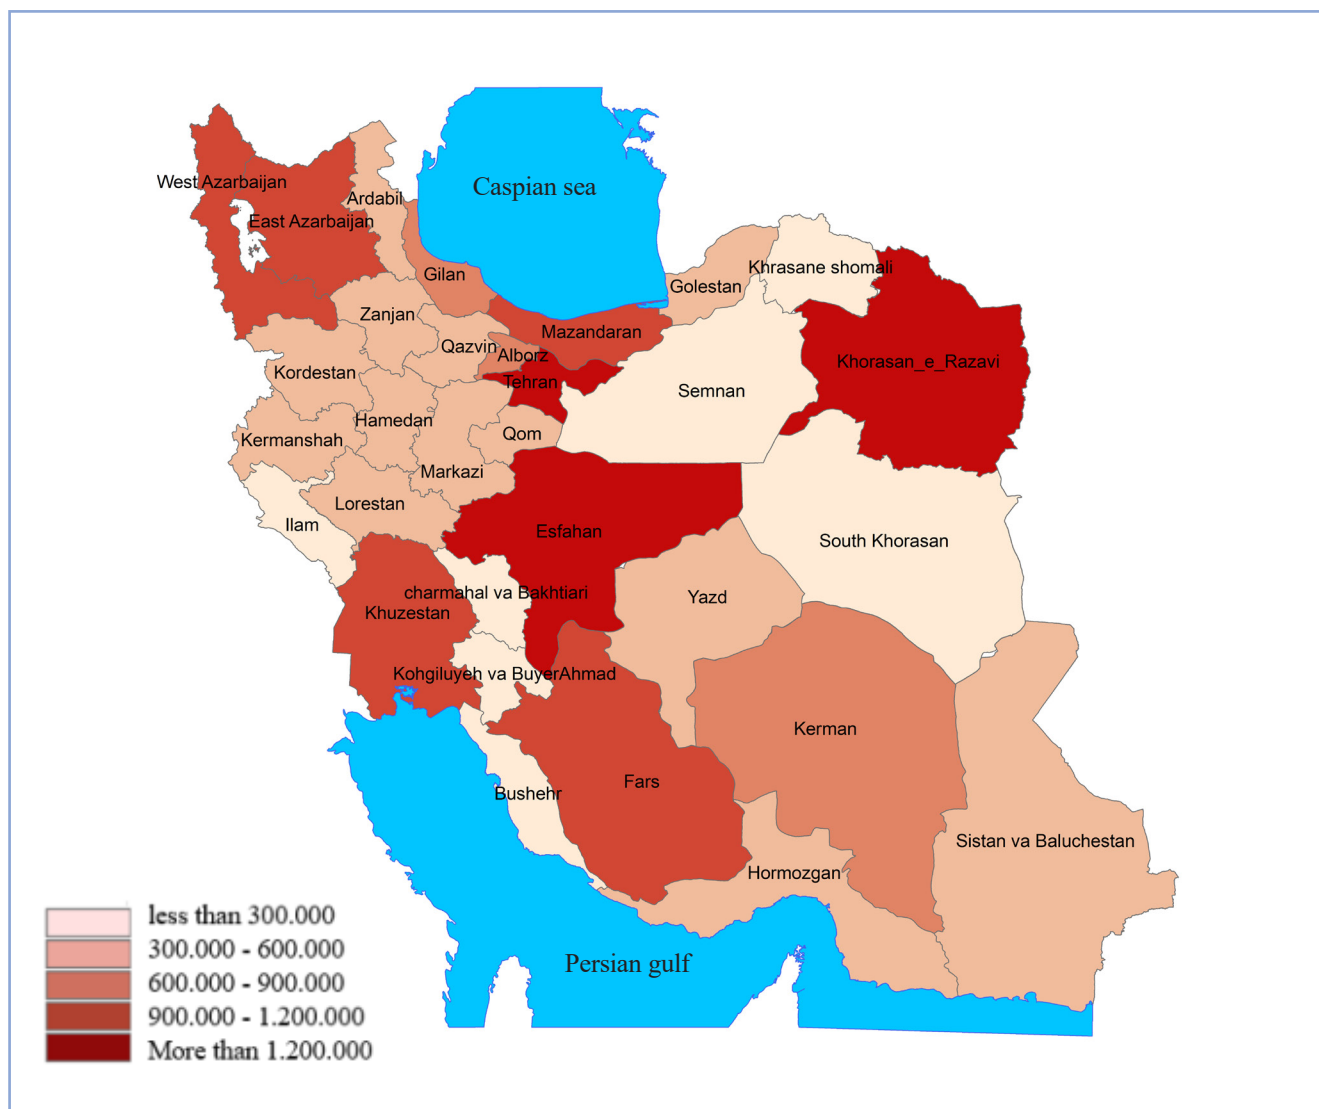 Caspian sea
West Azarbaijan
Ardabil
East Azarbaijan
Khrasane shomali
Gilan
Golestan
Zanjan
Mazandaran
Qazvin
Alborz
Khorasan_e_Razavi
Kordestan
Tehran
Semnan
Hamedan
Qom
Kermanshah
Markazi
Lorestan
Ilam
Esfahan
South Khorasan
charmahal va Bakhtiari
Yazd
Khuzestan
Kohgiluyeh va BuyerAhmad
Kerman
Fars
Bushehr
Sistan va Baluchestan
Hormozgan
Persian gulf
less than 300.000
300.000 - 600.000
600.000 - 900.000
900.000 - 1.200.000
More than 1.200.000